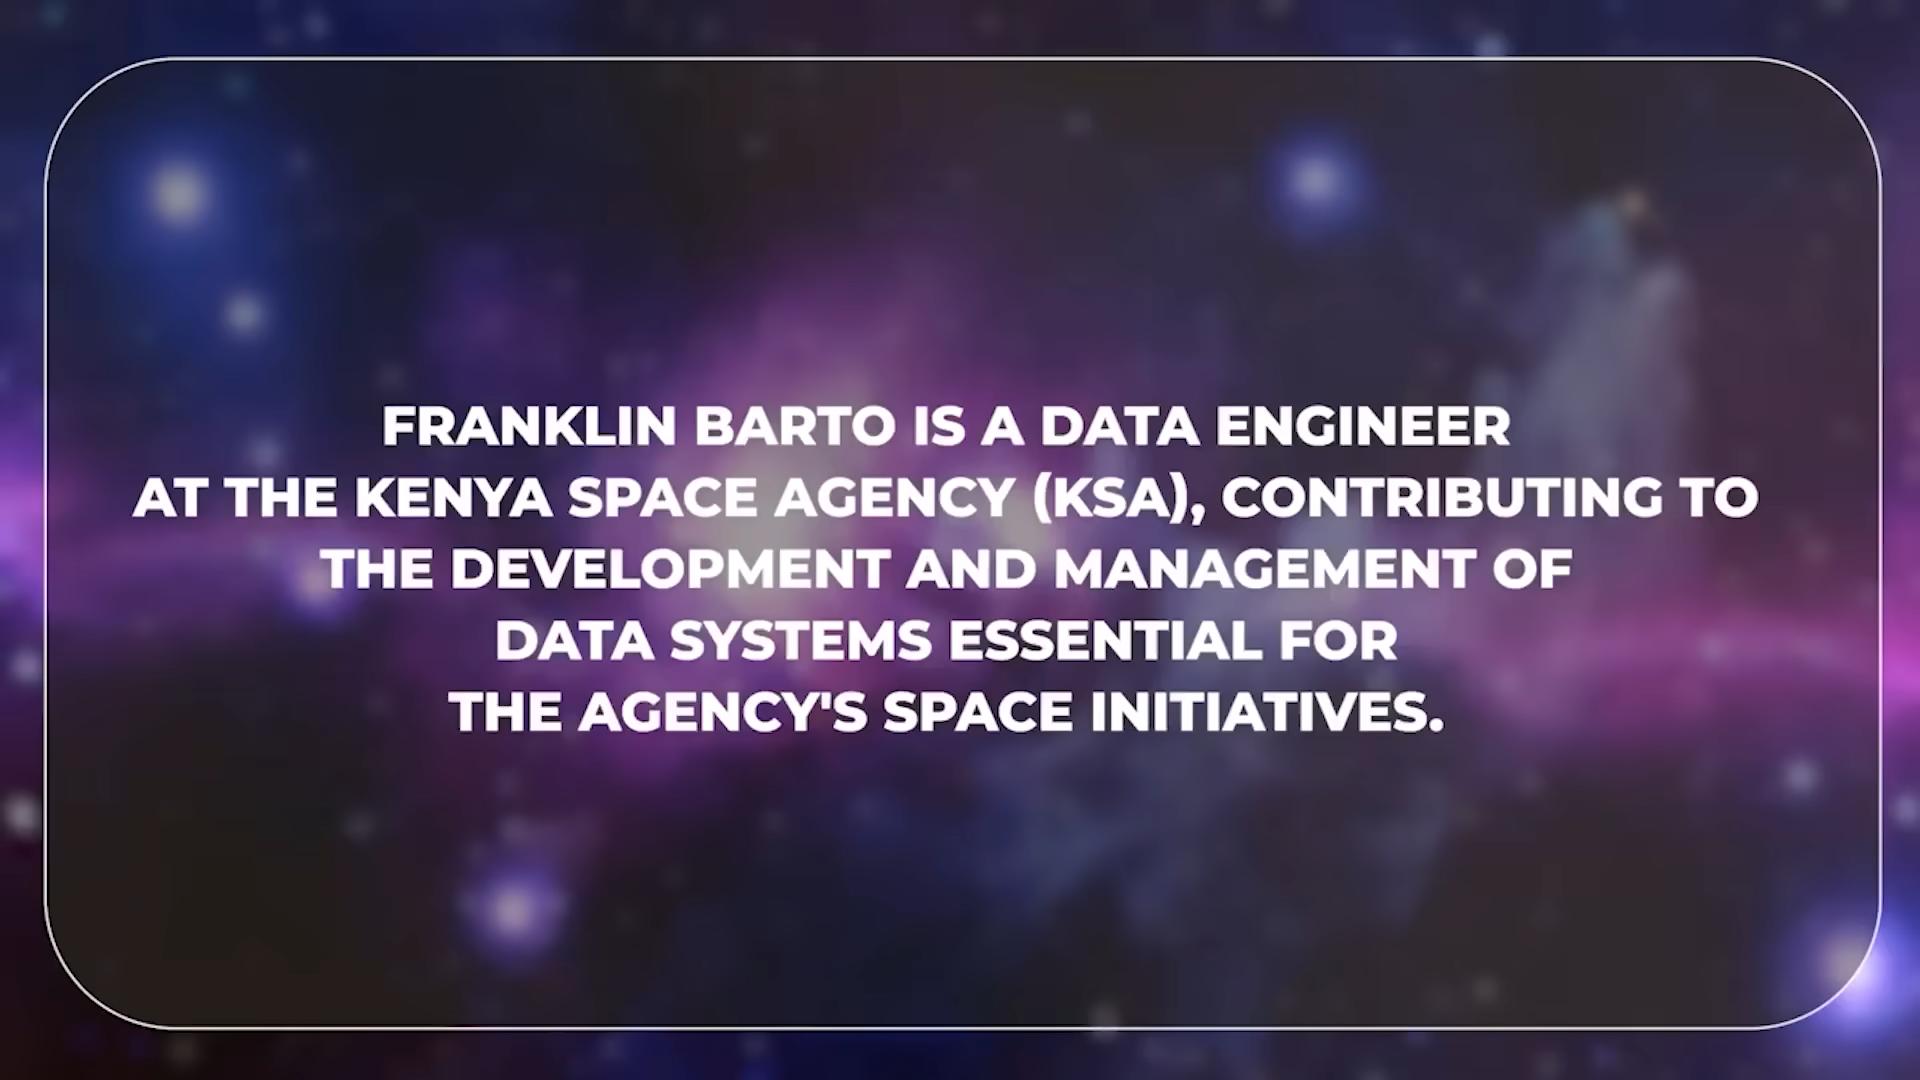 FRANKLIN BARTO IS A DATA ENGINEER
AT THE KENYA SPACE AGENCY (KSA), CONTRIBUTING TO
THE DEVELOPMENT AND MANAGEMENT OF
DATA SYSTEMS ESSENTIAL FOR
THE AGENCY'S SPACE INITIATIVES.